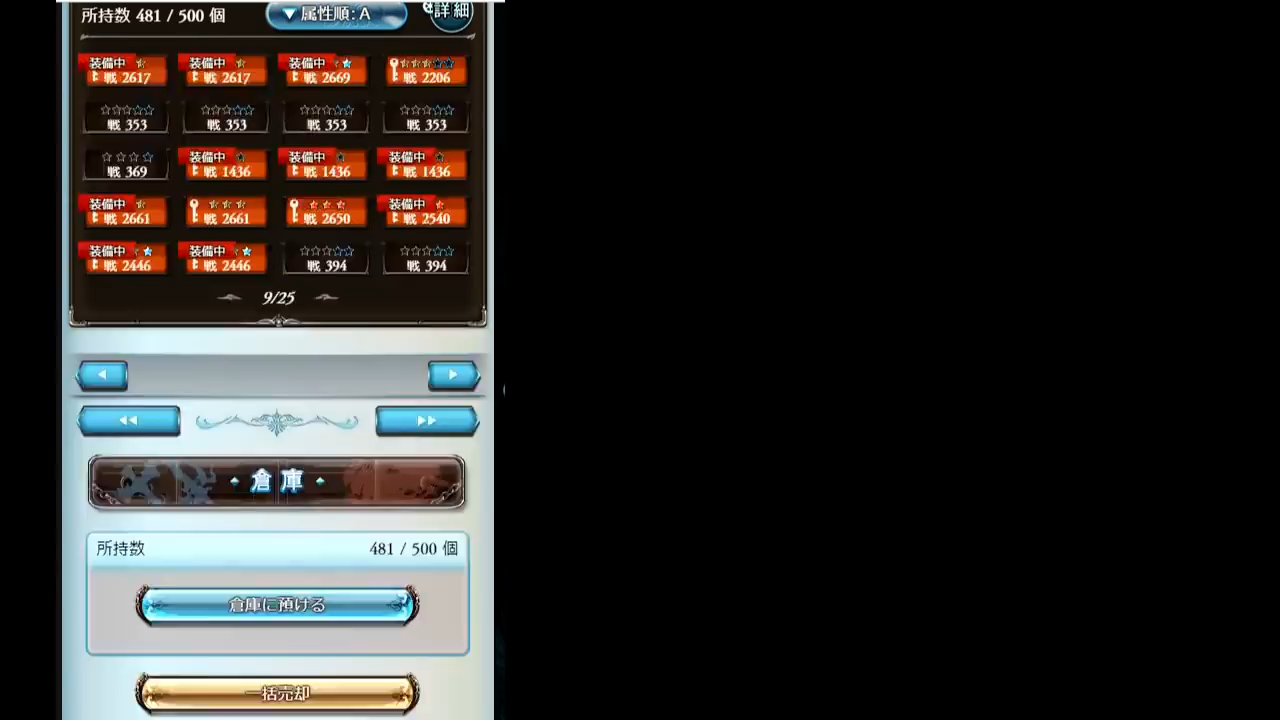 所持数 481 / 500 個 ▼属性順:A 詳細
装備中 装備中 装備中
戦 2617 戦 2617 戦 2669 戦 2206
戦 353 戦 353 戦 353 戦 353
装備中 装備中 装備中
戦 369 戦 1436 戦 1436 戦 1436
装備中 装備中
戦 2661 戦 2661 戦 2650 戦 2540
装備中 装備中
戦 2446 戦 2446 戦 394 戦 394
9/25
倉庫
所持数 481 / 500 個
倉庫に預ける
一括売却